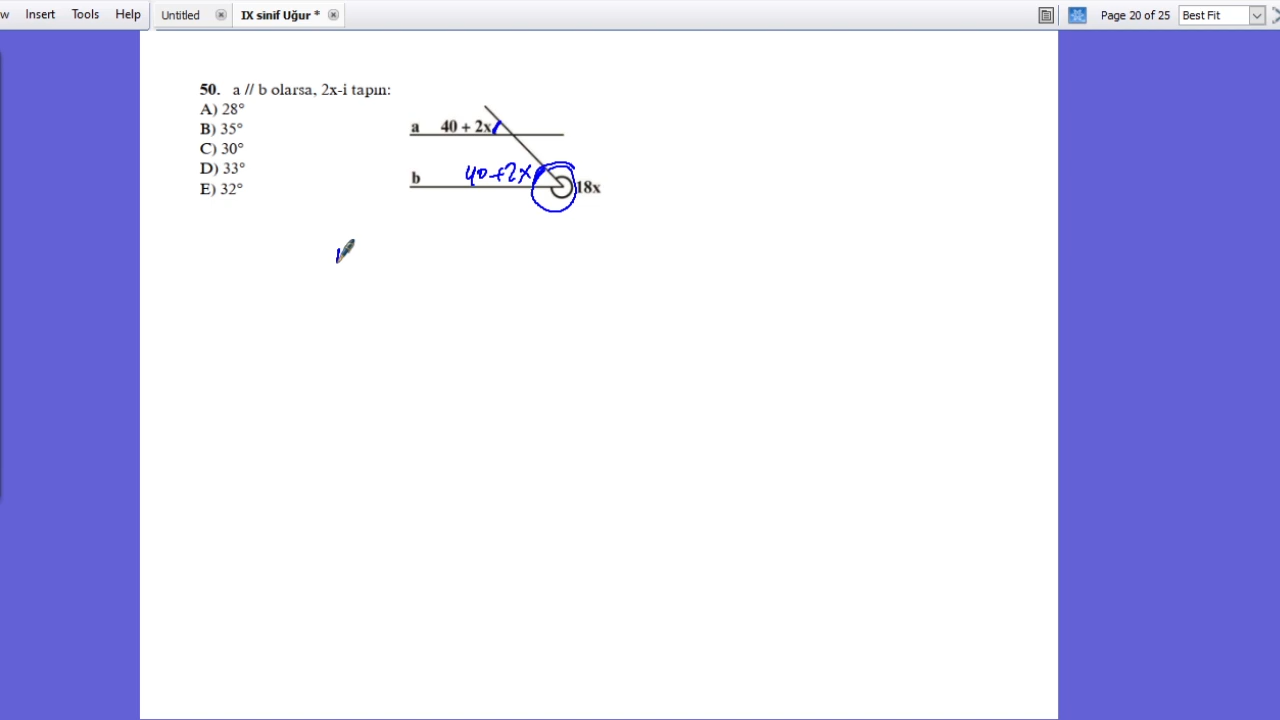 w Insert Tools Help Untitled IX sinif Uğur * Page 20 of 25 Best Fit
50. a // b olarsa, 2x-i tapın:
A) 28°
B) 35°
C) 30°
D) 33°
E) 32°
a 40 + 2x
b 40+2x 18x